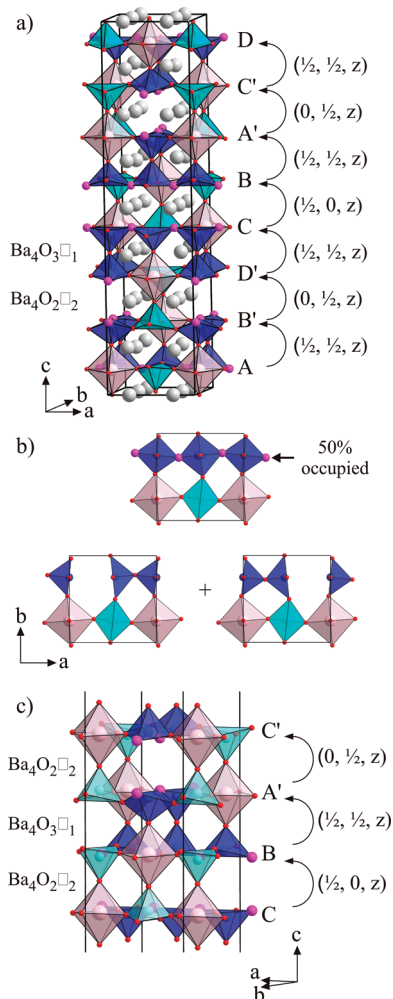 a)
D
C'
(½, ½, z)
(0, ½, z)
A'
(½, ½, z)
B
(½, 0, z)
C
Ba₄O₃□₁
(½, ½, z)
D'
Ba₄O₂□₂
(0, ½, z)
B'
(½, ½, z)
A
c
b
a
b)
50%
occupied
+
b
a
c)
C'
Ba₄O₂□₂
(0, ½, z)
A'
Ba₄O₃□₁
(½, ½, z)
B
Ba₄O₂□₂
(½, 0, z)
C
c
a
b